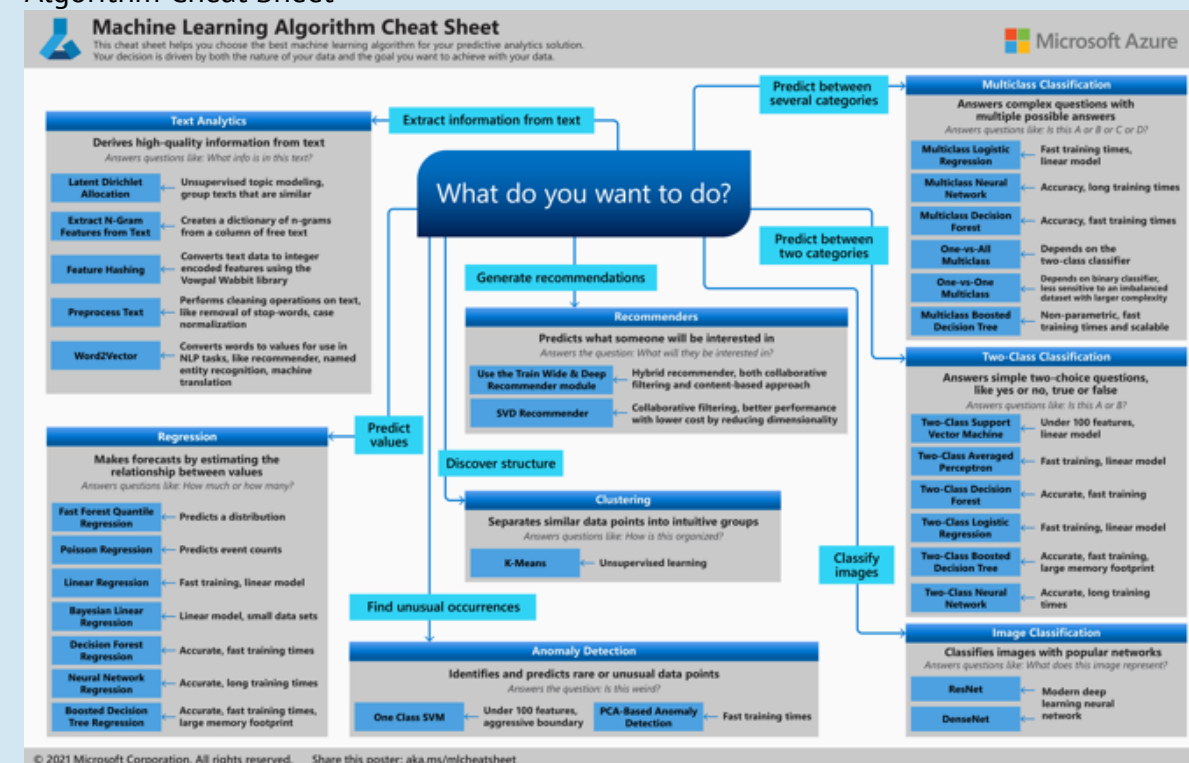 Algorithm Cheat Sheet
Machine Learning Algorithm Cheat Sheet
This cheat sheet helps you choose the best machine learning algorithm for your predictive analytics solution.
Your decision is driven by both the nature of your data and the goal you want to achieve with your data.
Microsoft Azure
What do you want to do?
Extract information from text
Text Analytics
Derives high-quality information from text
Answers questions like: What info is in this text?
Latent Dirichlet
Allocation
Unsupervised topic modeling,
group texts that are similar
Extract N-Gram
Features from Text
Creates a dictionary of n-grams
from a column of free text
Feature Hashing
Converts text data to integer
encoded features using the
Vowpal Wabbit library
Preprocess Text
Performs cleaning operations on text,
like removal of stop-words, case
normalization
Word2Vector
Converts words to values for use in
NLP tasks, like recommender, named
entity recognition, machine
translation
Predict
values
Regression
Makes forecasts by estimating the
relationship between values
Answers questions like: How much or how many?
Fast Forest Quantile
Regression
Predicts a distribution
Poisson Regression
Predicts event counts
Linear Regression
Fast training, linear model
Bayesian Linear
Regression
Linear model, small data sets
Decision Forest
Regression
Accurate, fast training times
Neural Network
Regression
Accurate, long training times
Boosted Decision
Tree Regression
Accurate, fast training times,
large memory footprint
Generate recommendations
Recommenders
Predicts what someone will be interested in
Answers the question: What will they be interested in?
Use the Train Wide & Deep
Recommender module
Hybrid recommender, both collaborative
filtering and content-based approach
SVD Recommender
Collaborative filtering, better performance
with lower cost by reducing dimensionality
Discover structure
Clustering
Separates similar data points into intuitive groups
Answers questions like: How is this organized?
K-Means
Unsupervised learning
Find unusual occurrences
Anomaly Detection
Identifies and predicts rare or unusual data points
Answers the question: Is this weird?
One Class SVM
Under 100 features,
aggressive boundary
PCA-Based Anomaly
Detection
Fast training times
Predict between
several categories
Multiclass Classification
Answers complex questions with
multiple possible answers
Answers questions like: Is this A or B or C or D?
Multiclass Logistic
Regression
Fast training times,
linear model
Multiclass Neural
Network
Accuracy, long training times
Multiclass Decision
Forest
Accuracy, fast training times
One-vs-All
Multiclass
Depends on the
two-class classifier
One-vs-One
Multiclass
Depends on binary classifier,
less sensitive to an imbalanced
dataset with larger complexity
Multiclass Boosted
Decision Tree
Non-parametric, fast
training times and scalable
Predict between
two categories
Two-Class Classification
Answers simple two-choice questions,
like yes or no, true or false
Answers questions like: Is this A or B?
Two-Class Support
Vector Machine
Under 100 features,
linear model
Two-Class Averaged
Perceptron
Fast training, linear model
Two-Class Decision
Forest
Accurate, fast training
Two-Class Logistic
Regression
Fast training, linear model
Two-Class Boosted
Decision Tree
Accurate, fast training,
large memory footprint
Two-Class Neural
Network
Accurate, long training
times
Classify
images
Image Classification
Classifies images with popular networks
Answers questions like: What does this image represent?
ResNet
DenseNet
Modern deep
learning neural
network
© 2021 Microsoft Corporation. All rights reserved. Share this poster: aka.ms/mlcheatsheet